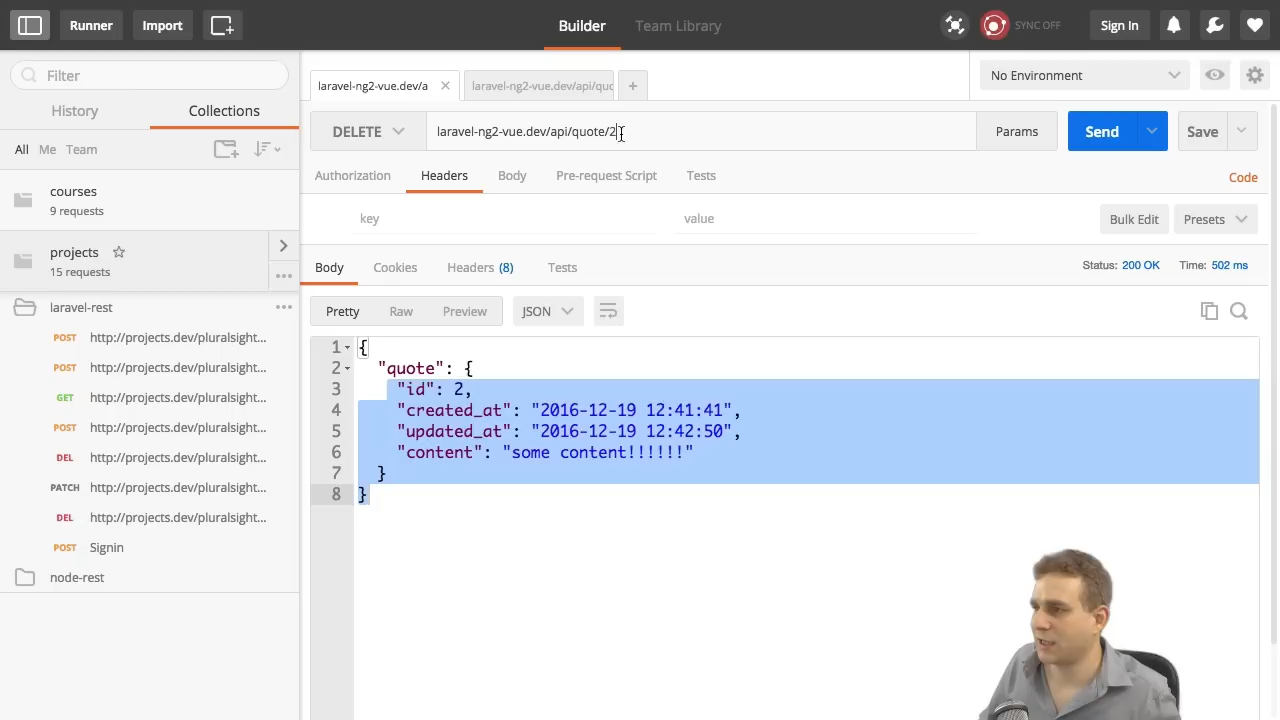 Runner
Import
Builder
Team Library
SYNC OFF
Sign In
Filter
History
Collections
All Me Team
courses
9 requests
projects
15 requests
laravel-rest
POST http://projects.dev/pluralsight...
POST http://projects.dev/pluralsight...
GET http://projects.dev/pluralsight...
POST http://projects.dev/pluralsight...
DEL http://projects.dev/pluralsight...
PATCH http://projects.dev/pluralsight...
DEL http://projects.dev/pluralsight...
POST Signin
node-rest
laravel-ng2-vue.dev/a
laravel-ng2-vue.dev/api/quo
No Environment
DELETE
laravel-ng2-vue.dev/api/quote/2
Params
Send
Save
Authorization
Headers
Body
Pre-request Script
Tests
Code
key
value
Bulk Edit
Presets
Body
Cookies
Headers (8)
Tests
Status: 200 OK
Time: 502 ms
Pretty
Raw
Preview
JSON
1 {
2 "quote": {
3 "id": 2,
4 "created_at": "2016-12-19 12:41:41",
5 "updated_at": "2016-12-19 12:42:50",
6 "content": "some content!!!!!!"
7 }
8 }